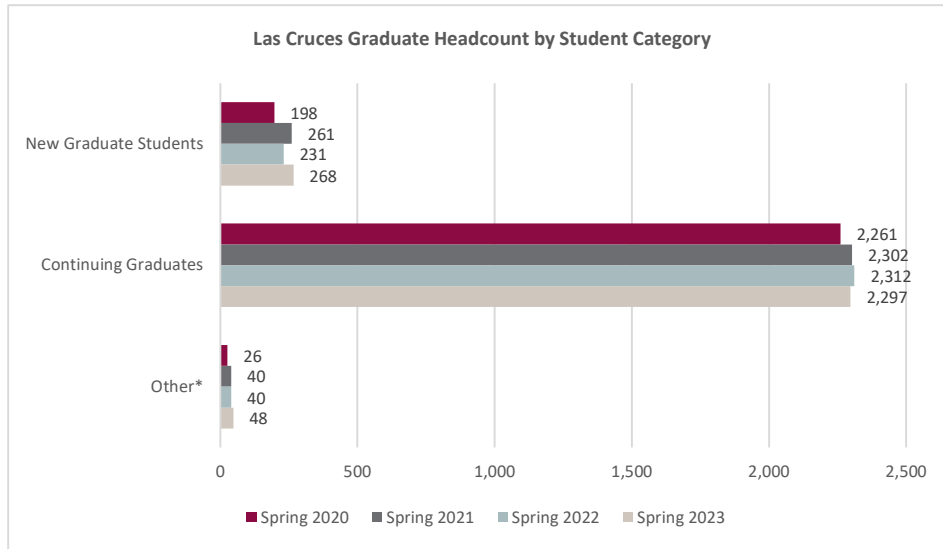 Las Cruces Graduate Headcount by Student Category
New Graduate Students
198
261
231
268
Continuing Graduates
2,261
2,302
2,312
2,297
Other*
26
40
40
48
0 500 1,000 1,500 2,000 2,500
Spring 2020 Spring 2021 Spring 2022 Spring 2023